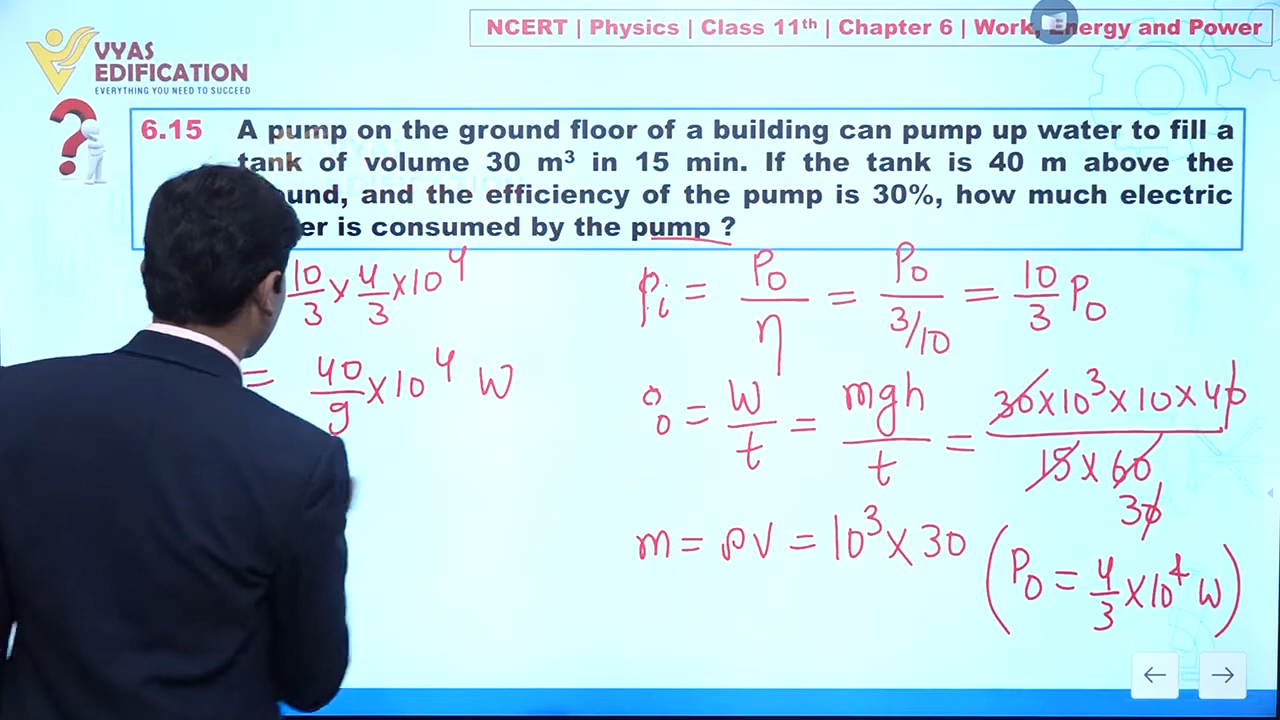 NCERT | Physics | Class 11th | Chapter 6 | Work, Energy and Power
VYAS
EDIFICATION
EVERYTHING YOU NEED TO SUCCEED
6.15 A pump on the ground floor of a building can pump up water to fill a
tank of volume 30 m³ in 15 min. If the tank is 40 m above the
und, and the efficiency of the pump is 30%, how much electric
er is consumed by the pump ?
10/3 × 4/3 × 10⁴
= 40/9 × 10⁴ W
Pi = P₀/η = P₀/(3/10) = 10/3 P₀
= W/t = mgh/t = 30×10³×10×40/15×60
30
m = ρV = 10³ × 30
(P₀ = 4/3 × 10⁴ W)
← →